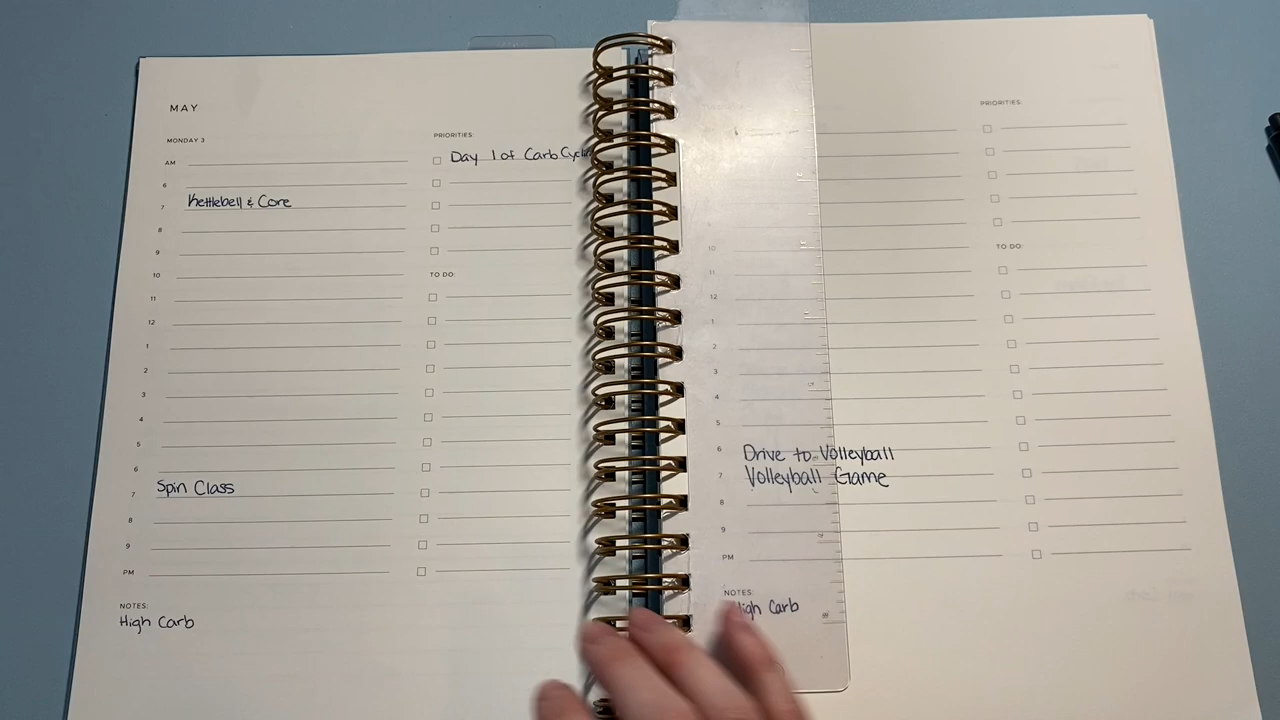 MAY
MONDAY 3
AM
6
7 Kettlebell & Core
8
9
10
11
12
1
2
3
4
5
6
7 Spin Class
8
9
PM
NOTES:
High Carb
PRIORITIES:
Day 1 of Carb
TO DO:
10
11
12
1
2
3
4
5
6 Drive to Volleyball
7 Volleyball Game
8
9
PM
NOTES:
High Carb
PRIORITIES:
TO DO: